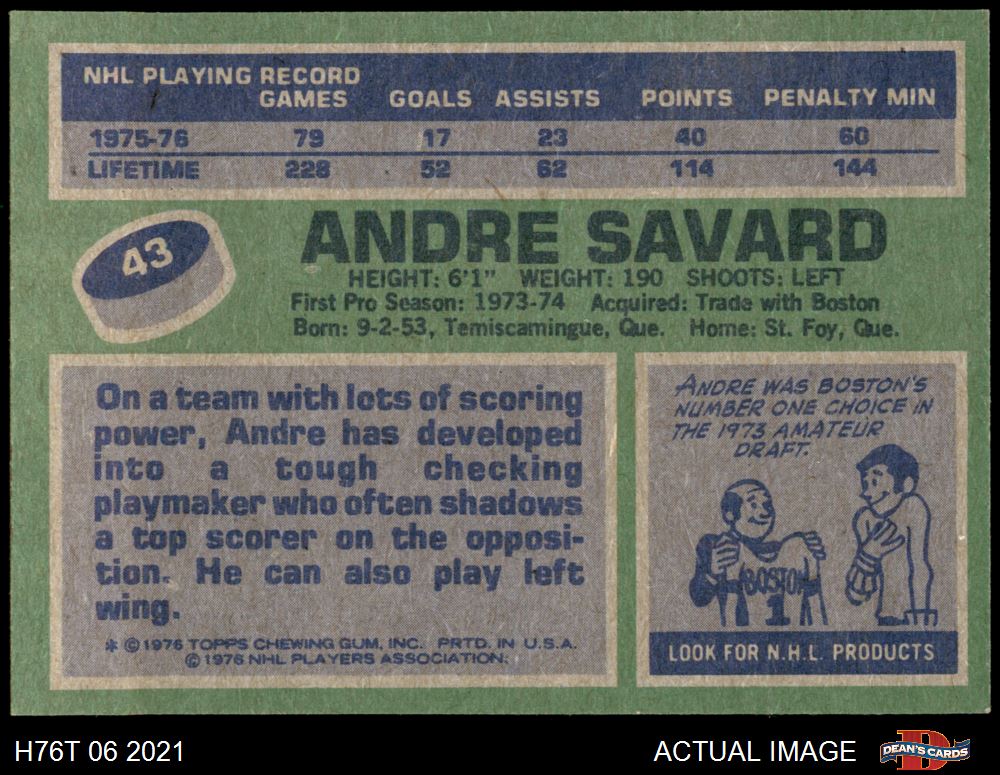 NHL PLAYING RECORD
GAMES GOALS ASSISTS POINTS PENALTY MIN
1975-76 79 17 23 40 60
LIFETIME 228 52 62 114 144
43
ANDRE SAVARD
HEIGHT: 6'1" WEIGHT: 190 SHOOTS: LEFT
First Pro Season: 1973-74 Acquired: Trade with Boston
Born: 9-2-53, Temiscamingue, Que. Home: St. Foy, Que.
On a team with lots of scoring
power, Andre has developed
into a tough checking
playmaker who often shadows
a top scorer on the opposi-
tion. He can also play left
wing.
* © 1976 TOPPS CHEWING GUM, INC. PRTD. IN U.S.A.
© 1976 NHL PLAYERS ASSOCIATION.
ANDRE WAS BOSTON'S
NUMBER ONE CHOICE IN
THE 1973 AMATEUR
DRAFT.
BOSTON
1
LOOK FOR N.H.L. PRODUCTS
H76T 06 2021
ACTUAL IMAGE
D
DEAN'S CARDS